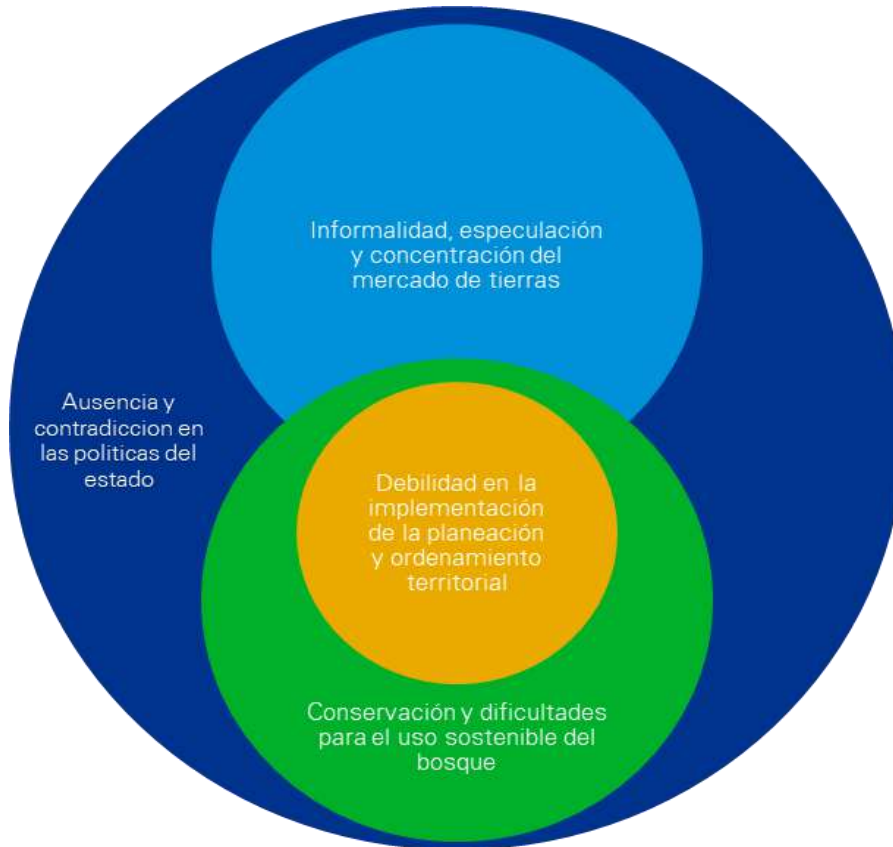 Informalidad, especulación
y concentración del
mercado de tierras
Ausencia y
contradiccion en
las politicas del
estado
Debilidad en la
implementación
de la planeación
y ordenamiento
territorial
Conservación y dificultades
para el uso sostenible del
bosque